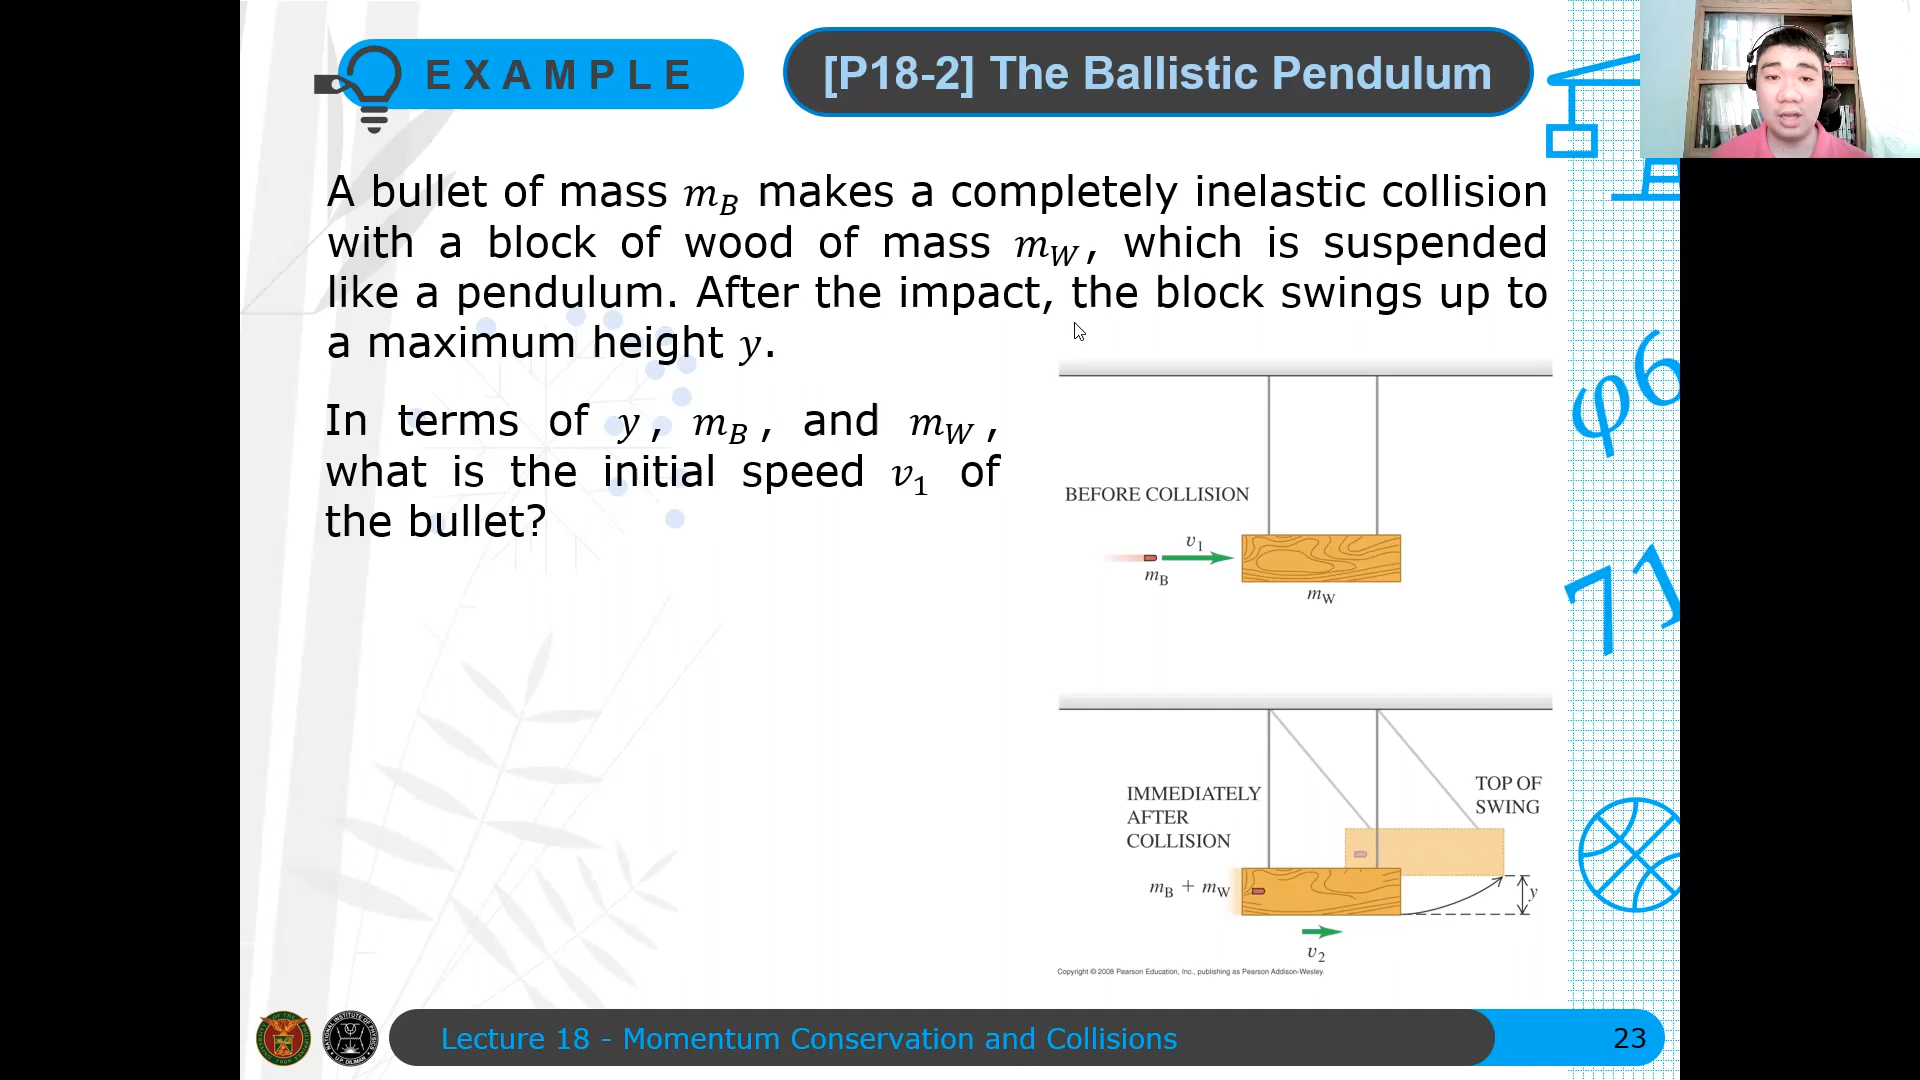 EXAMPLE
[P18-2] The Ballistic Pendulum
A bullet of mass m_B makes a completely inelastic collision
with a block of wood of mass m_W, which is suspended
like a pendulum. After the impact, the block swings up to
a maximum height y.
In terms of y, m_B, and m_W,
what is the initial speed v_1 of
the bullet?
BEFORE COLLISION
v_1
m_B
m_W
IMMEDIATELY
AFTER
COLLISION
TOP OF
SWING
m_B + m_W
y
v_2
Copyright © 2008 Pearson Education, Inc., publishing as Pearson Addison-Wesley.
φ6
71
Lecture 18 - Momentum Conservation and Collisions
23